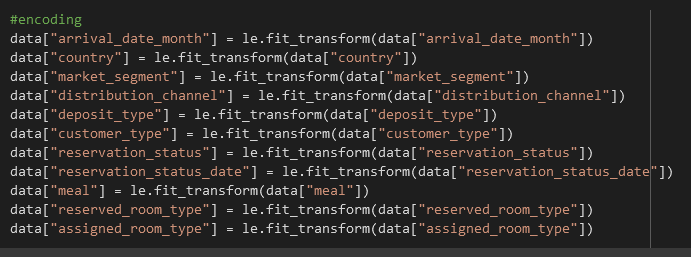 #encoding
data["arrival_date_month"] = le.fit_transform(data["arrival_date_month"])
data["country"] = le.fit_transform(data["country"])
data["market_segment"] = le.fit_transform(data["market_segment"])
data["distribution_channel"] = le.fit_transform(data["distribution_channel"])
data["deposit_type"] = le.fit_transform(data["deposit_type"])
data["customer_type"] = le.fit_transform(data["customer_type"])
data["reservation_status"] = le.fit_transform(data["reservation_status"])
data["reservation_status_date"] = le.fit_transform(data["reservation_status_date"])
data["meal"] = le.fit_transform(data["meal"])
data["reserved_room_type"] = le.fit_transform(data["reserved_room_type"])
data["assigned_room_type"] = le.fit_transform(data["assigned_room_type"])